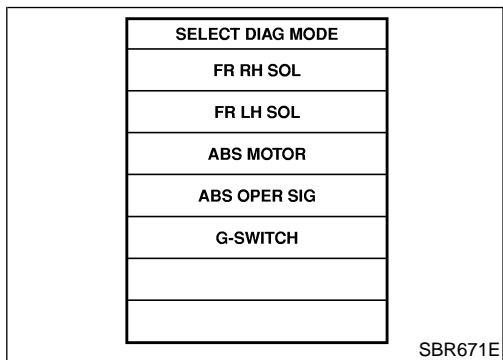 SELECT DIAG MODE
FR RH SOL
FR LH SOL
ABS MOTOR
ABS OPER SIG
G-SWITCH
SBR671E